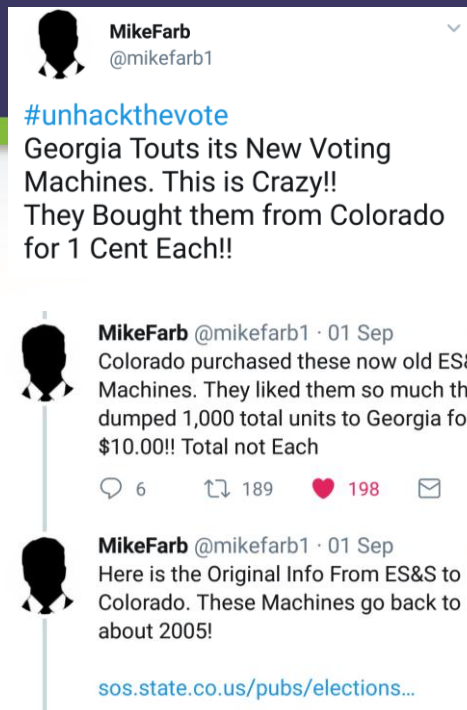 MikeFarb
@mikefarb1
#unhackthevote
Georgia Touts its New Voting
Machines. This is Crazy!!
They Bought them from Colorado
for 1 Cent Each!!
MikeFarb @mikefarb1 · 01 Sep
Colorado purchased these now old ES&
Machines. They liked them so much th
dumped 1,000 total units to Georgia fo
$10.00!! Total not Each
6 189 198
MikeFarb @mikefarb1 · 01 Sep
Here is the Original Info From ES&S to
Colorado. These Machines go back to
about 2005!
sos.state.co.us/pubs/elections...